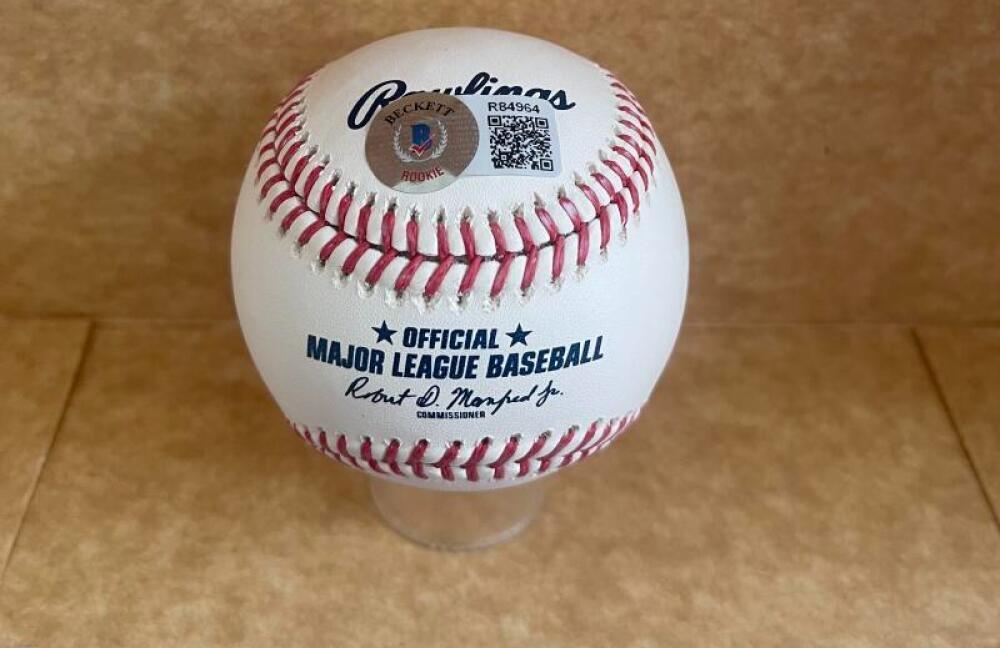 Rawlings
BECKETT
B
ROOKIE
R84964
★ OFFICIAL ★
MAJOR LEAGUE BASEBALL
Robert D. Manfred Jr.
COMMISSIONER